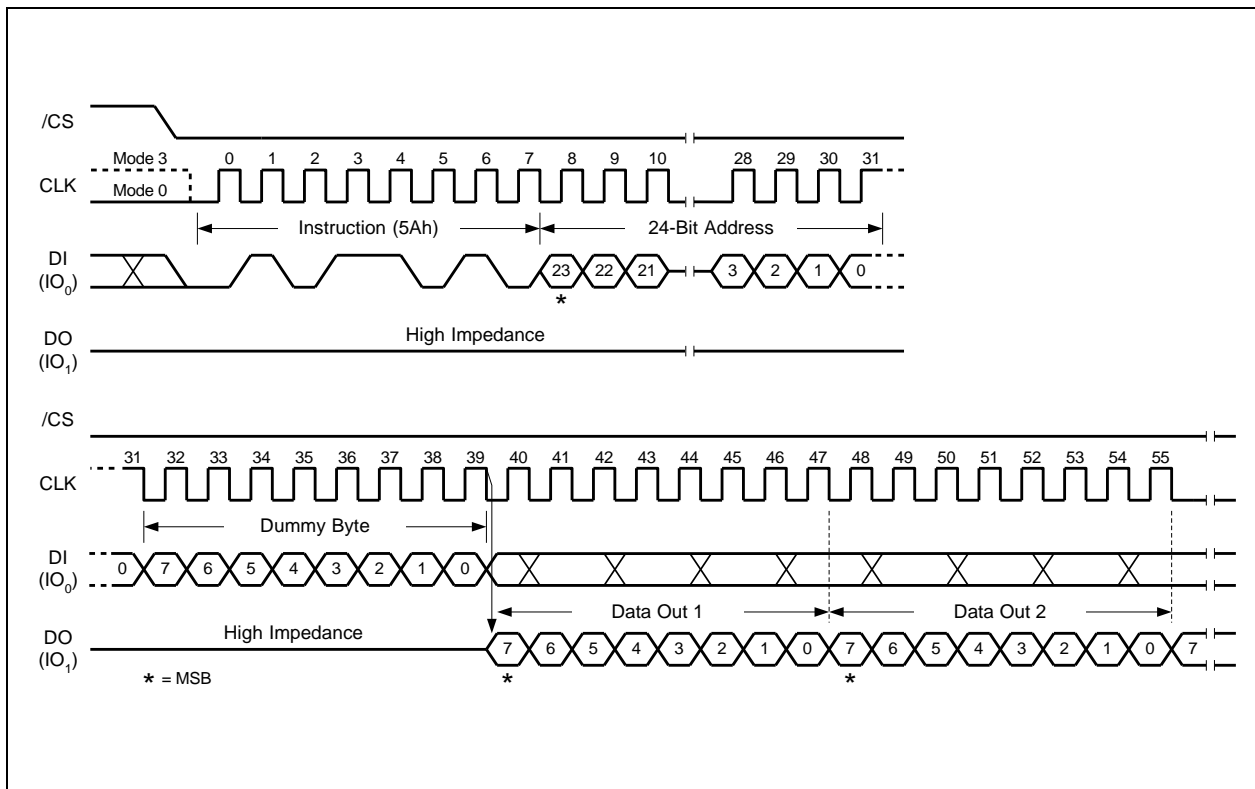 /CS
Mode 3 0 1 2 3 4 5 6 7 8 9 10 28 29 30 31
CLK
Mode 0
Instruction (5Ah) 24-Bit Address
DI
(IO0) 23 22 21 3 2 1 0
*
DO High Impedance
(IO1)
/CS
31 32 33 34 35 36 37 38 39 40 41 42 43 44 45 46 47 48 49 50 51 52 53 54 55
CLK
Dummy Byte
DI
(IO0) 0 7 6 5 4 3 2 1 0
Data Out 1 Data Out 2
DO High Impedance
(IO1) 7 6 5 4 3 2 1 0 7 6 5 4 3 2 1 0 7
* = MSB * *